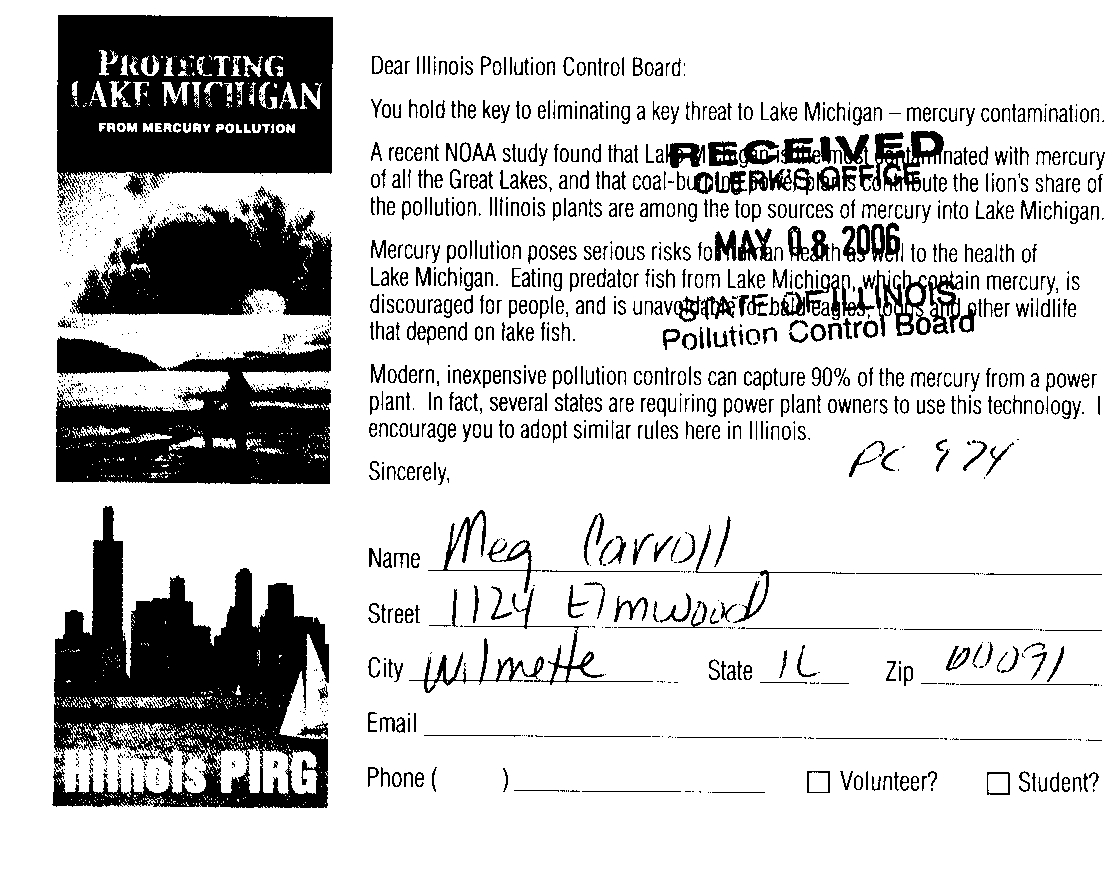 PROTECTING
LAKE MICHIGAN
FROM MERCURY POLLUTION
Illinois PIRG
Dear Illinois Pollution Control Board:
You hold the key to eliminating a key threat to Lake Michigan – mercury contamination.
A recent NOAA study found that Lake Michigan is the most contaminated with mercury
of all the Great Lakes, and that coal-burning power plants contribute the lion's share of
the pollution. Illinois plants are among the top sources of mercury into Lake Michigan.
Mercury pollution poses serious risks for human health as well to the health of
Lake Michigan. Eating predator fish from Lake Michigan, which contain mercury, is
discouraged for people, and is unavoidable for bald eagles, loons and other wildlife
that depend on lake fish.
RECEIVED
CLERK'S OFFICE
MAY 08 2006
STATE OF ILLINOIS
Pollution Control Board
Modern, inexpensive pollution controls can capture 90% of the mercury from a power
plant. In fact, several states are requiring power plant owners to use this technology. I
encourage you to adopt similar rules here in Illinois.
PC
Sincerely,
Name Meg Carroll
Street 1124 Elmwood
City Wilmette State IL Zip 60091
Email
Phone ( ) Volunteer? Student?